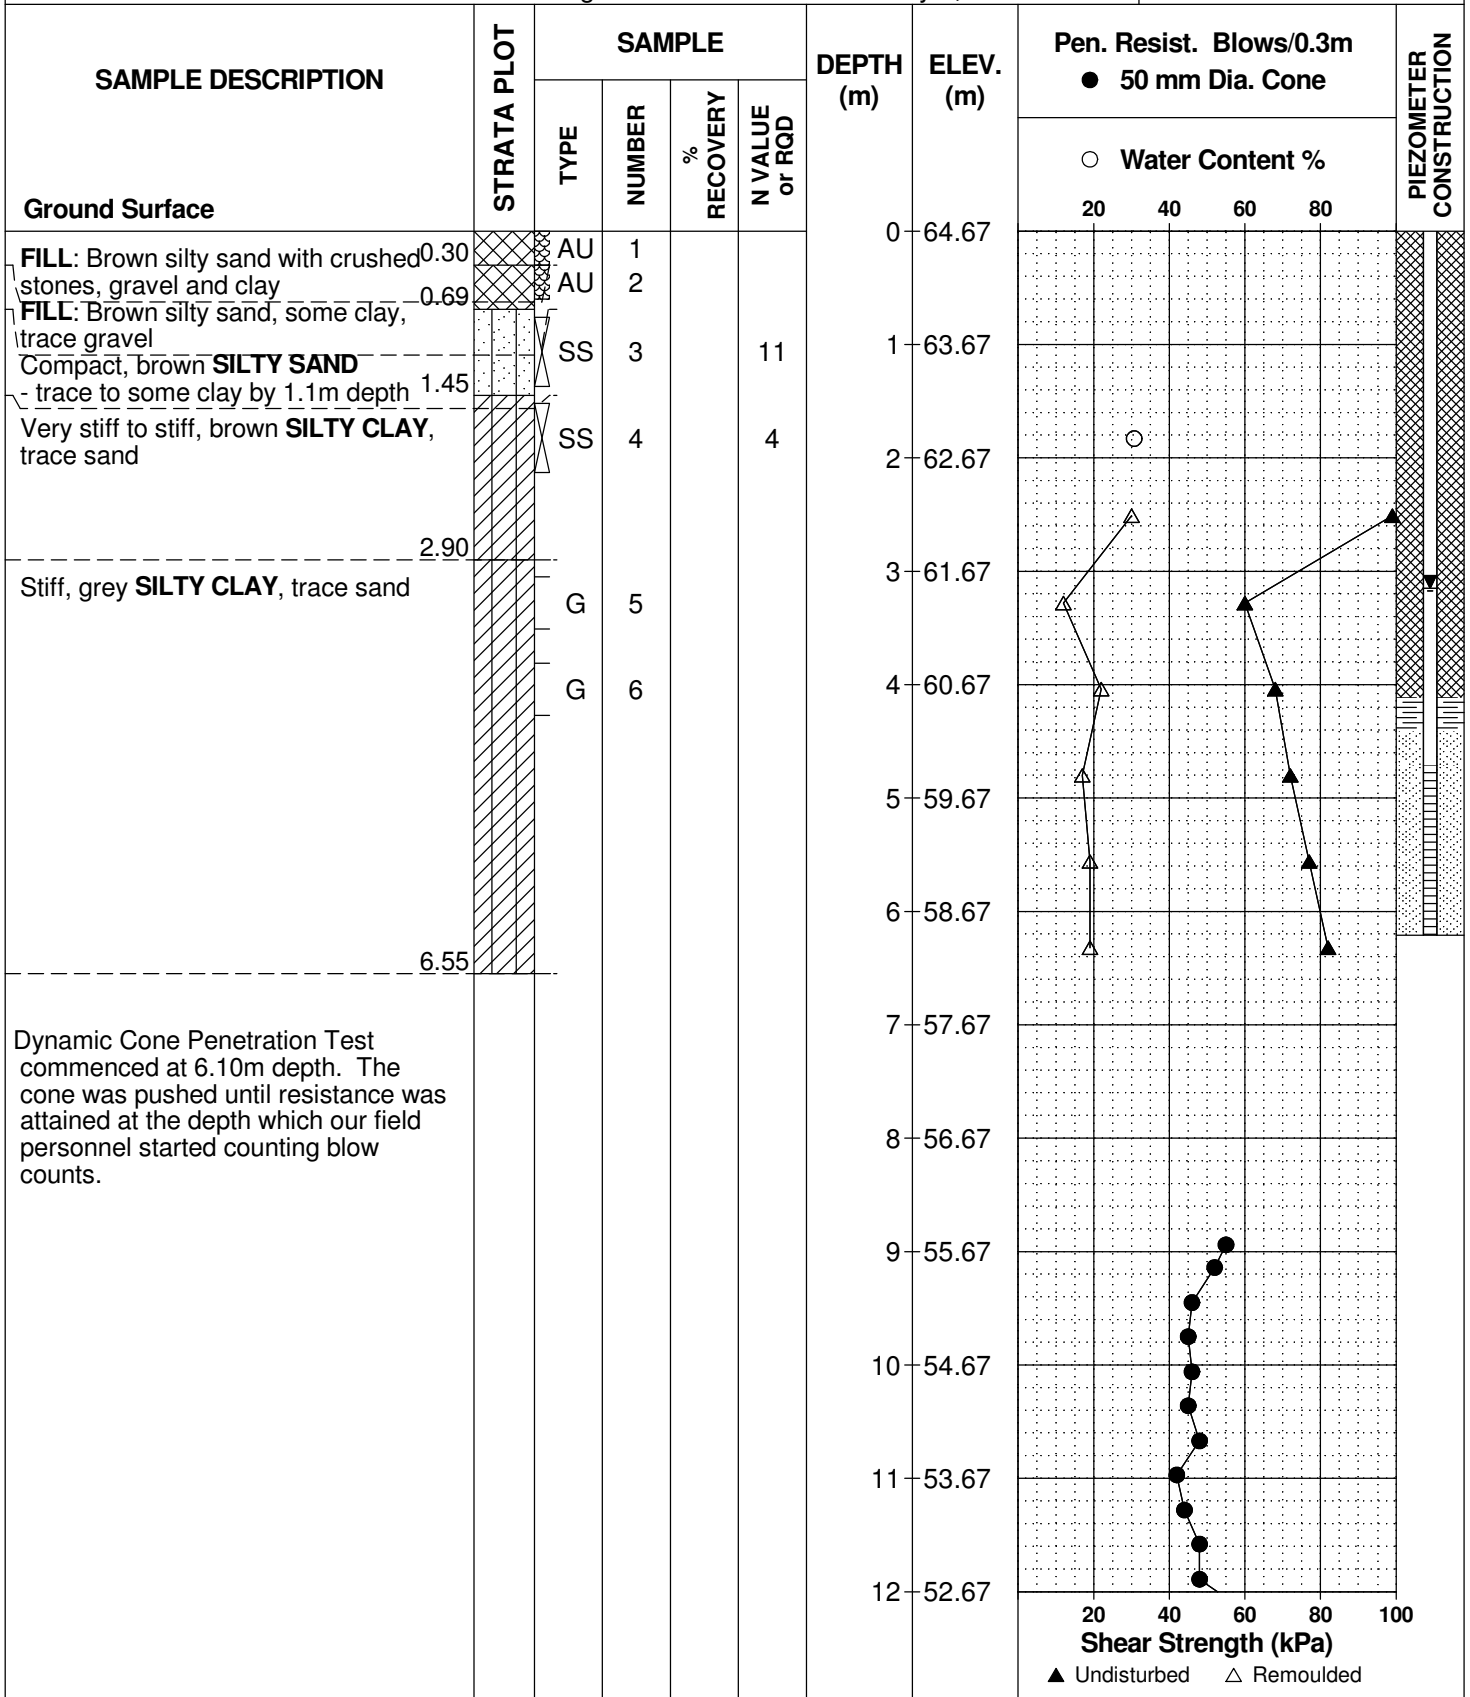 SAMPLE DESCRIPTION
Ground Surface
STRATA PLOT
SAMPLE
TYPE
NUMBER
%
RECOVERY
N VALUE
or RQD
DEPTH
(m)
ELEV.
(m)
Pen. Resist. Blows/0.3m
● 50 mm Dia. Cone
○ Water Content %
20 40 60 80
PIEZOMETER
CONSTRUCTION
FILL: Brown silty sand with crushed 0.30
stones, gravel and clay
0.69
FILL: Brown silty sand, some clay,
trace gravel
Compact, brown SILTY SAND
- trace to some clay by 1.1m depth 1.45
Very stiff to stiff, brown SILTY CLAY,
trace sand
2.90
Stiff, grey SILTY CLAY, trace sand
6.55
Dynamic Cone Penetration Test
commenced at 6.10m depth. The
cone was pushed until resistance was
attained at the depth which our field
personnel started counting blow
counts.
AU 1
AU 2
SS 3 11
SS 4 4
G 5
G 6
0 64.67
1 63.67
2 62.67
3 61.67
4 60.67
5 59.67
6 58.67
7 57.67
8 56.67
9 55.67
10 54.67
11 53.67
12 52.67
20 40 60 80 100
Shear Strength (kPa)
▲ Undisturbed △ Remoulded